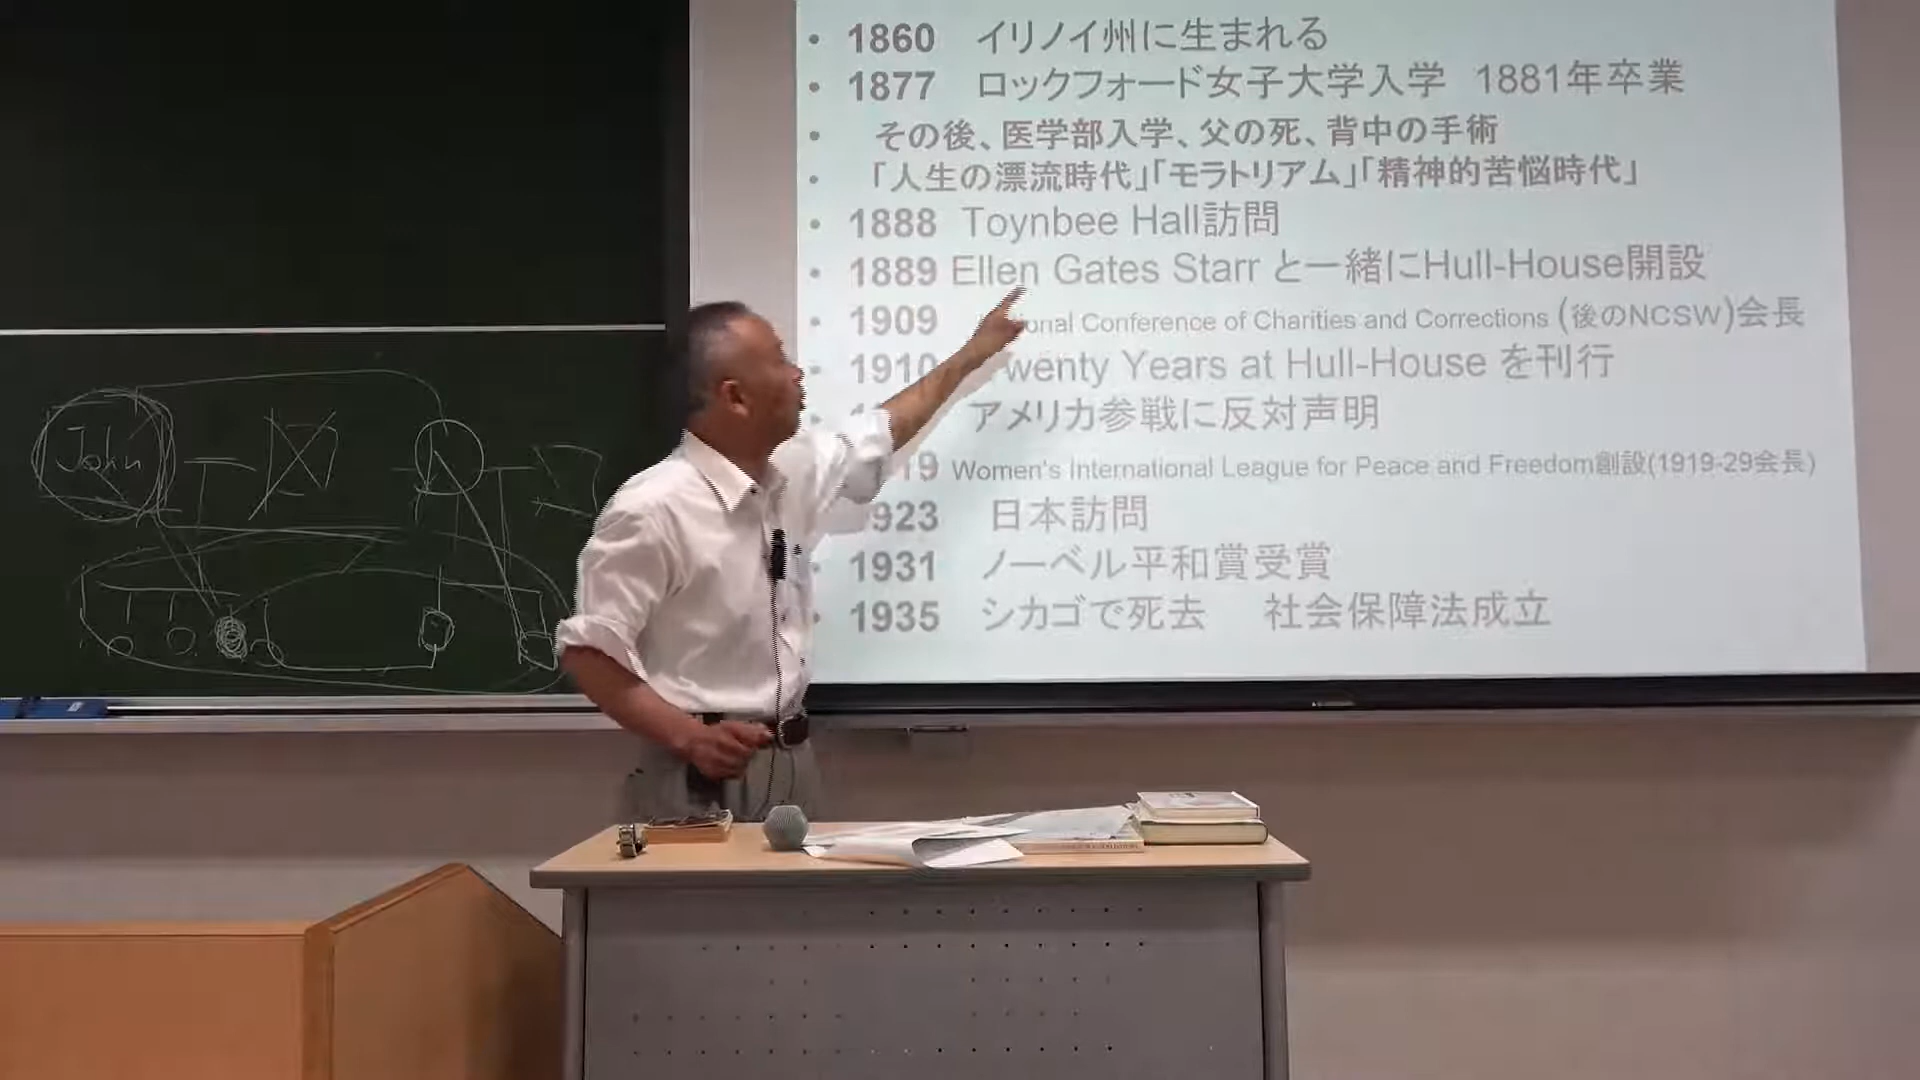 • 1860 イリノイ州に生まれる
• 1877 ロックフォード女子大学入学 1881年卒業
• その後、医学部入学、父の死、背中の手術
• 「人生の漂流時代」「モラトリアム」「精神的苦悩時代」
• 1888 Toynbee Hall訪問
• 1889 Ellen Gates Starr と一緒にHull-House開設
• 1909 Conference of Charities and Corrections (後のNCSW)会長
• 1910 Twenty Years at Hull-House を刊行
アメリカ参戦に反対声明
19 Women's International League for Peace and Freedom創設(1919-29会長)
923 日本訪問
• 1931 ノーベル平和賞受賞
• 1935 シカゴで死去 社会保障法成立
John